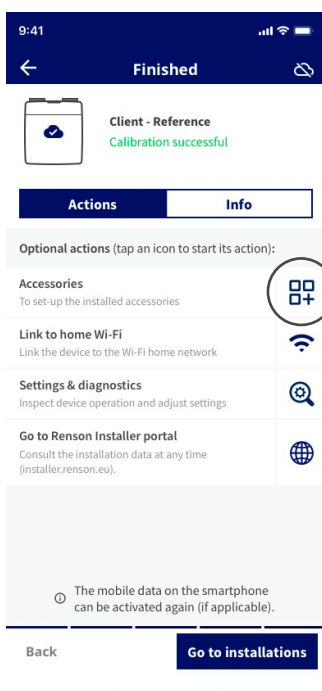 9:41
Finished
Client - Reference
Calibration successful
Actions
Info
Optional actions (tap an icon to start its action):
Accessories
To set-up the installed accessories
Link to home Wi-Fi
Link the device to the Wi-Fi home network
Settings & diagnostics
Inspect device operation and adjust settings
Go to Renson Installer portal
Consult the installation data at any time
(installer.renson.eu).
The mobile data on the smartphone
can be activated again (if applicable).
Back
Go to installations